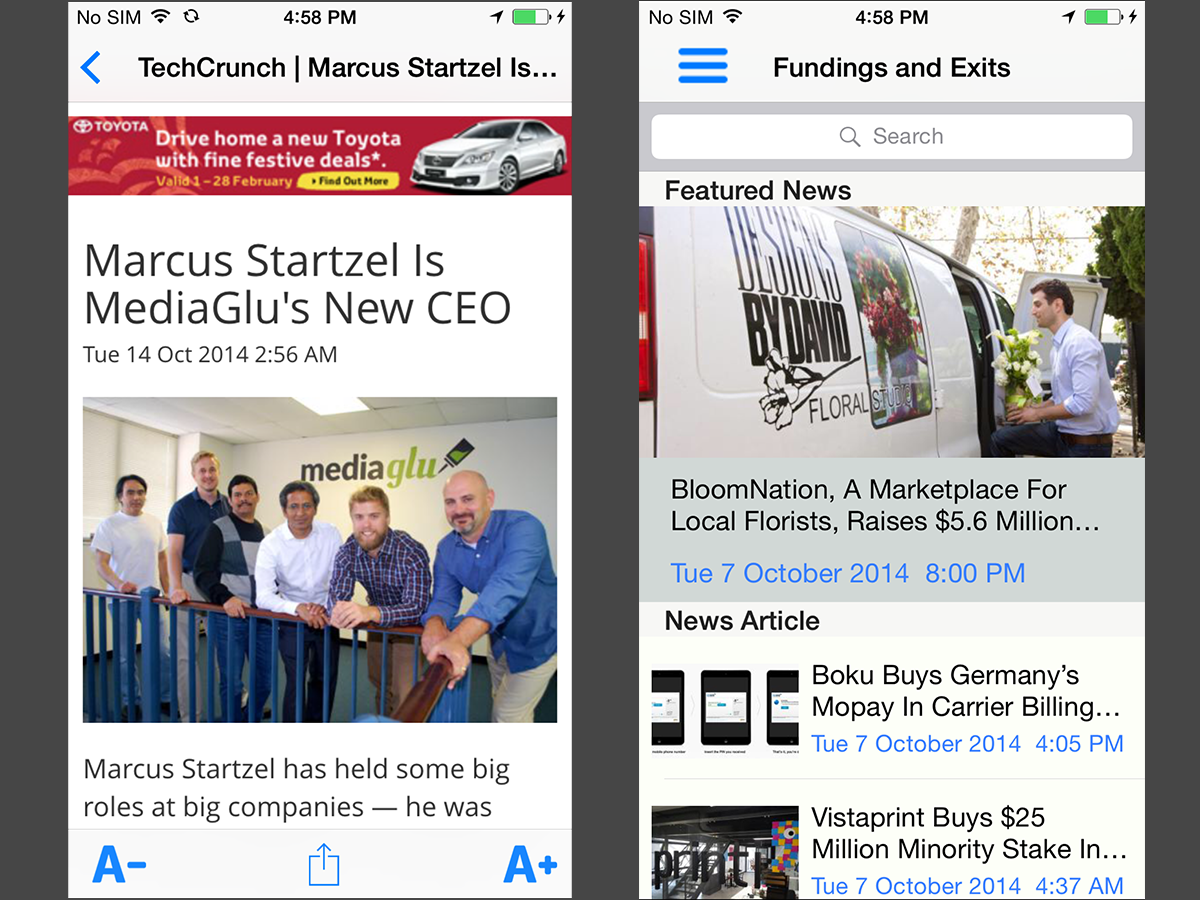 No SIM 4:58 PM
TechCrunch | Marcus Startzel Is...
TOYOTA
Drive home a new Toyota
with fine festive deals*.
Valid 1 – 28 February Find Out More
Marcus Startzel Is
MediaGlu's New CEO
Tue 14 Oct 2014 2:56 AM
mediaglu
Marcus Startzel has held some big
roles at big companies — he was
A- A+
No SIM 4:58 PM
Fundings and Exits
Search
Featured News
DESIGNS
BY DAVID
FLORAL STUDIO
BloomNation, A Marketplace For
Local Florists, Raises $5.6 Million...
Tue 7 October 2014 8:00 PM
News Article
Boku Buys Germany’s
Mopay In Carrier Billing...
Tue 7 October 2014 4:05 PM
Vistaprint Buys $25
Million Minority Stake In...
Tue 7 October 2014 4:37 AM